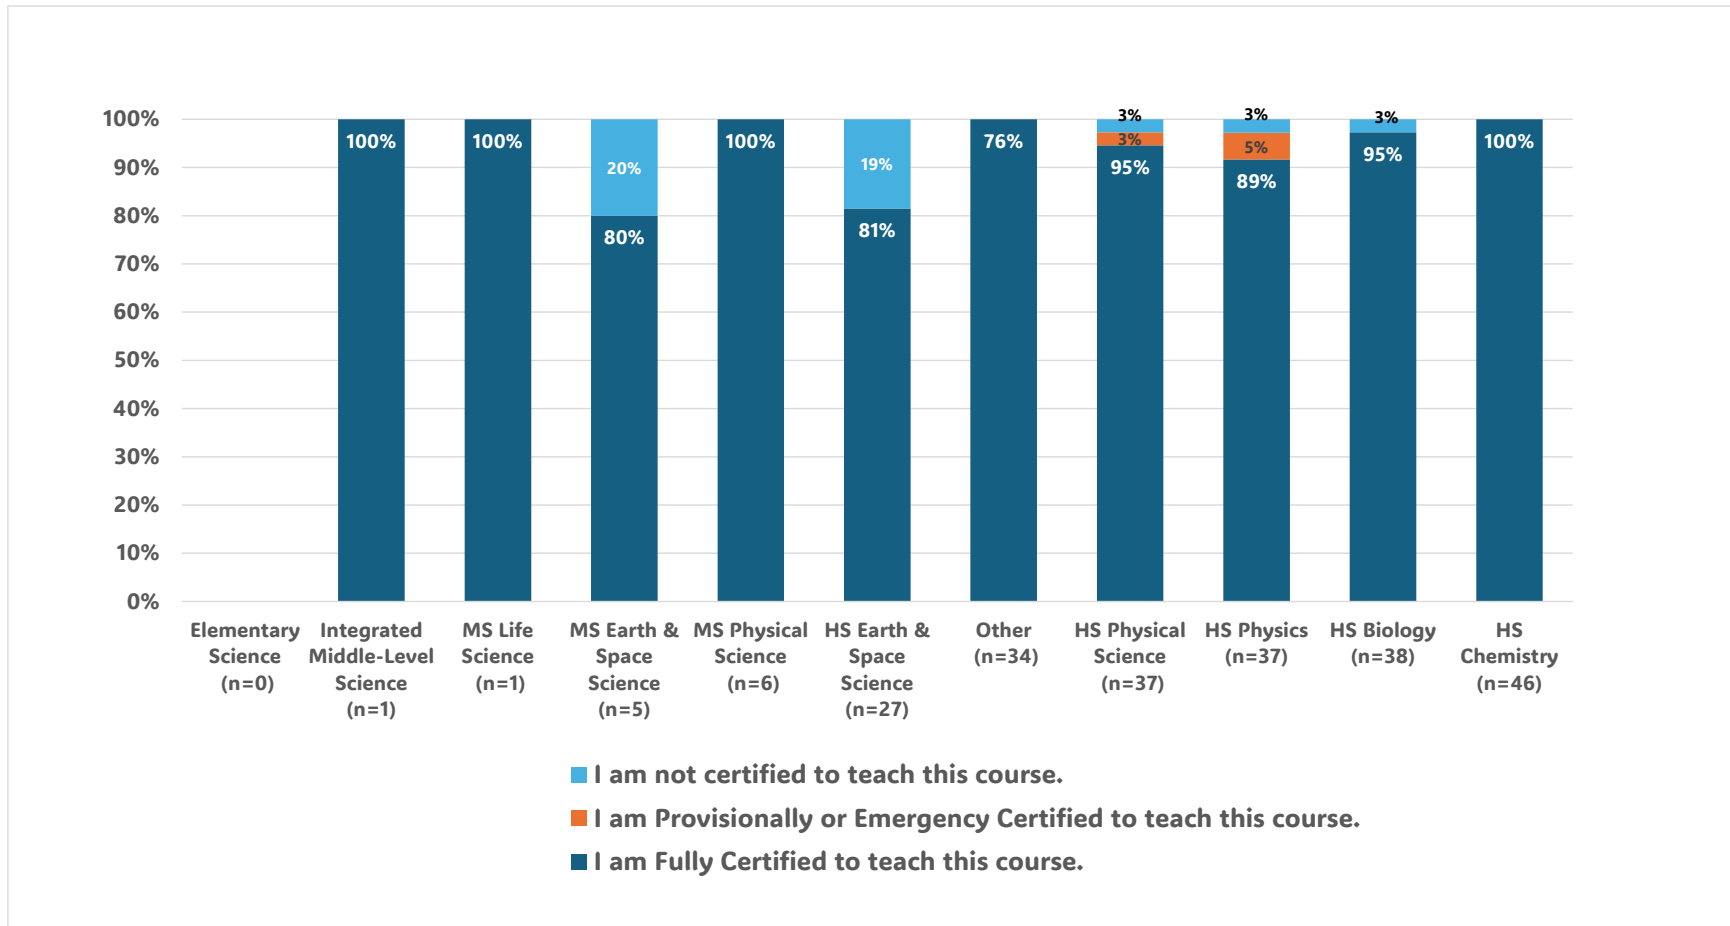 100%
90%
80%
70%
60%
50%
40%
30%
20%
10%
0%
100%
100%
20%
80%
100%
19%
81%
76%
3%
3%
95%
3%
5%
89%
3%
95%
100%
Elementary
Science
(n=0)
Integrated
Middle-Level
Science
(n=1)
MS Life
Science
(n=1)
MS Earth &
Space
Science
(n=5)
MS Physical
Science
(n=6)
HS Earth &
Space
Science
(n=27)
Other
(n=34)
HS Physical
Science
(n=37)
HS Physics
(n=37)
HS Biology
(n=38)
HS
Chemistry
(n=46)
I am not certified to teach this course.
I am Provisionally or Emergency Certified to teach this course.
I am Fully Certified to teach this course.